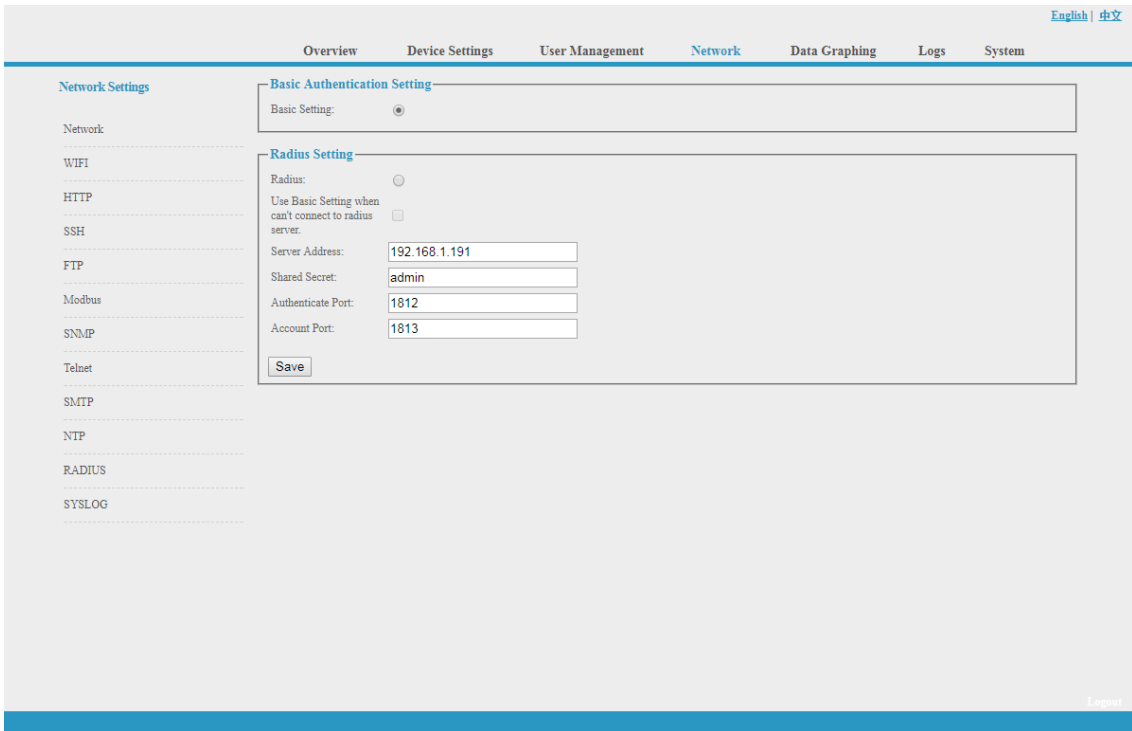 English | 中文
Overview Device Settings User Management Network Data Graphing Logs System
Network Settings
Network
WIFI
HTTP
SSH
FTP
Modbus
SNMP
Telnet
SMTP
NTP
RADIUS
SYSLOG
Basic Authentication Setting
Basic Setting:
Radius Setting
Radius:
Use Basic Setting when
can't connect to radius
server.
Server Address: 192.168.1.191
Shared Secret: admin
Authenticate Port: 1812
Account Port: 1813
Save
Logout